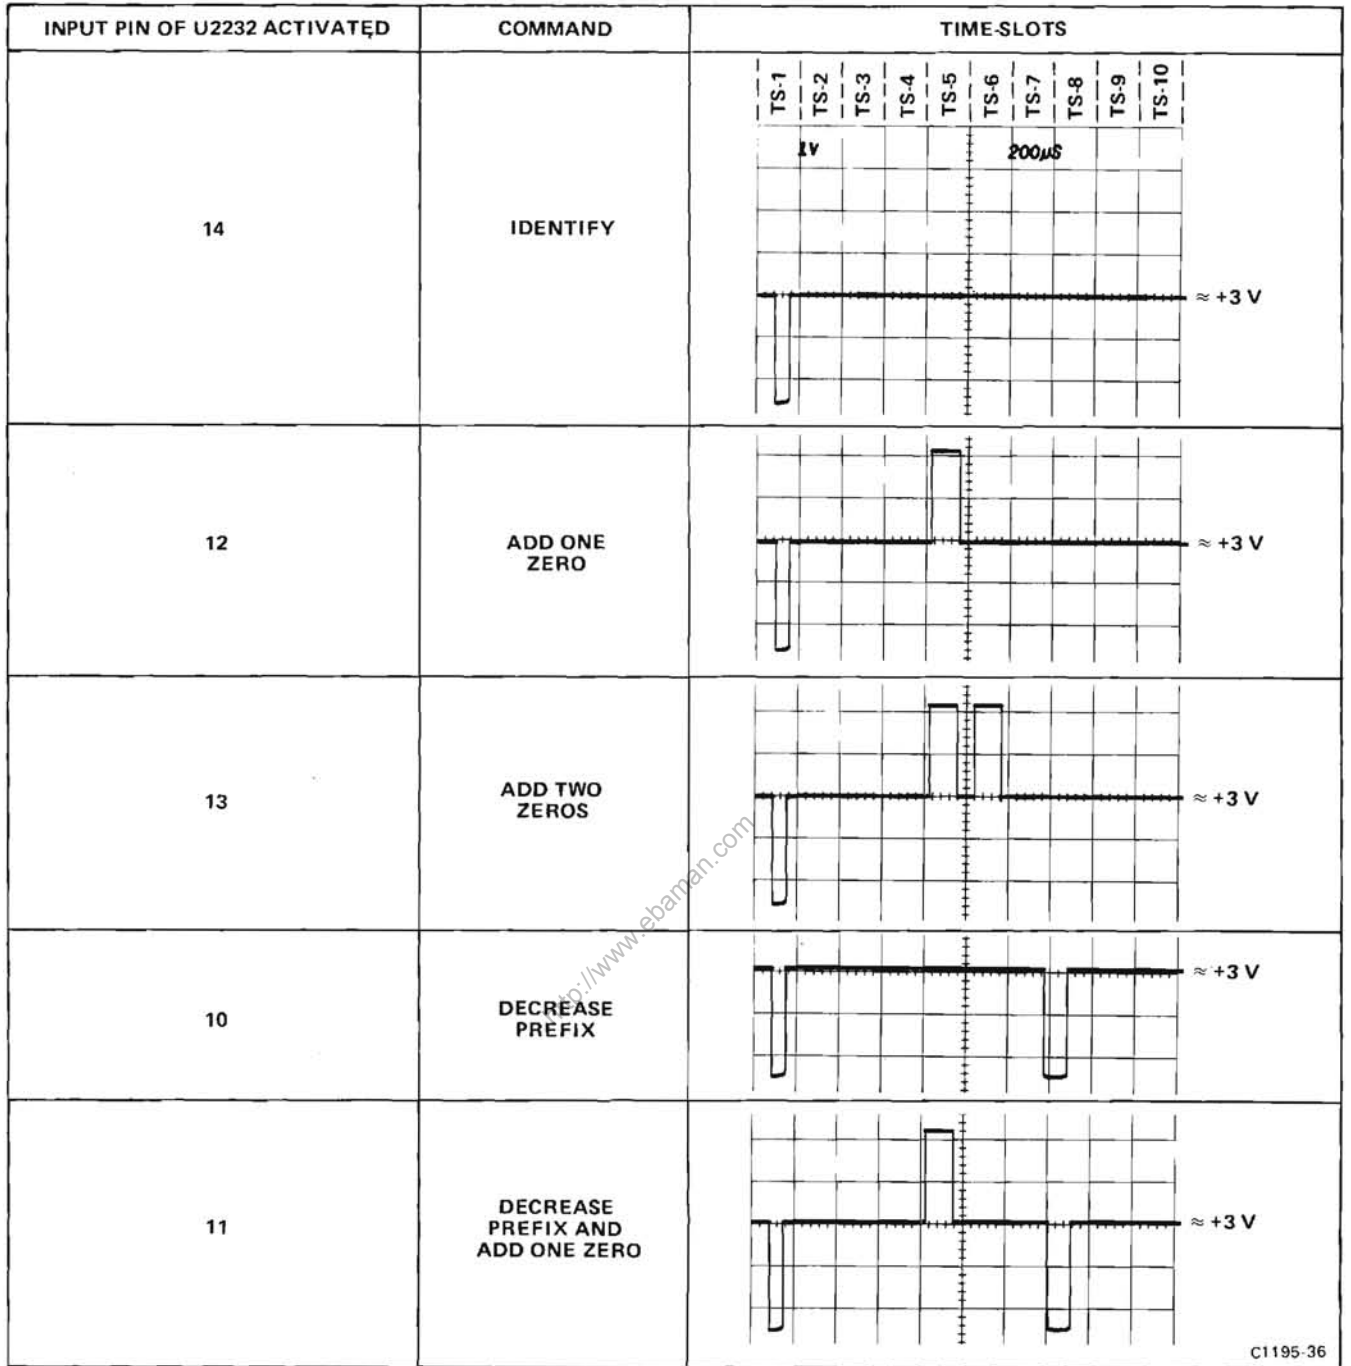 INPUT PIN OF U2232 ACTIVATED
COMMAND
TIME-SLOTS
TS-1
TS-2
TS-3
TS-4
TS-5
TS-6
TS-7
TS-8
TS-9
TS-10
1V
200µS
14
IDENTIFY
≈ +3 V
12
ADD ONE
ZERO
≈ +3 V
13
ADD TWO
ZEROS
≈ +3 V
10
DECREASE
PREFIX
≈ +3 V
11
DECREASE
PREFIX AND
ADD ONE ZERO
≈ +3 V
http://www.ebaman.com
C1195-36